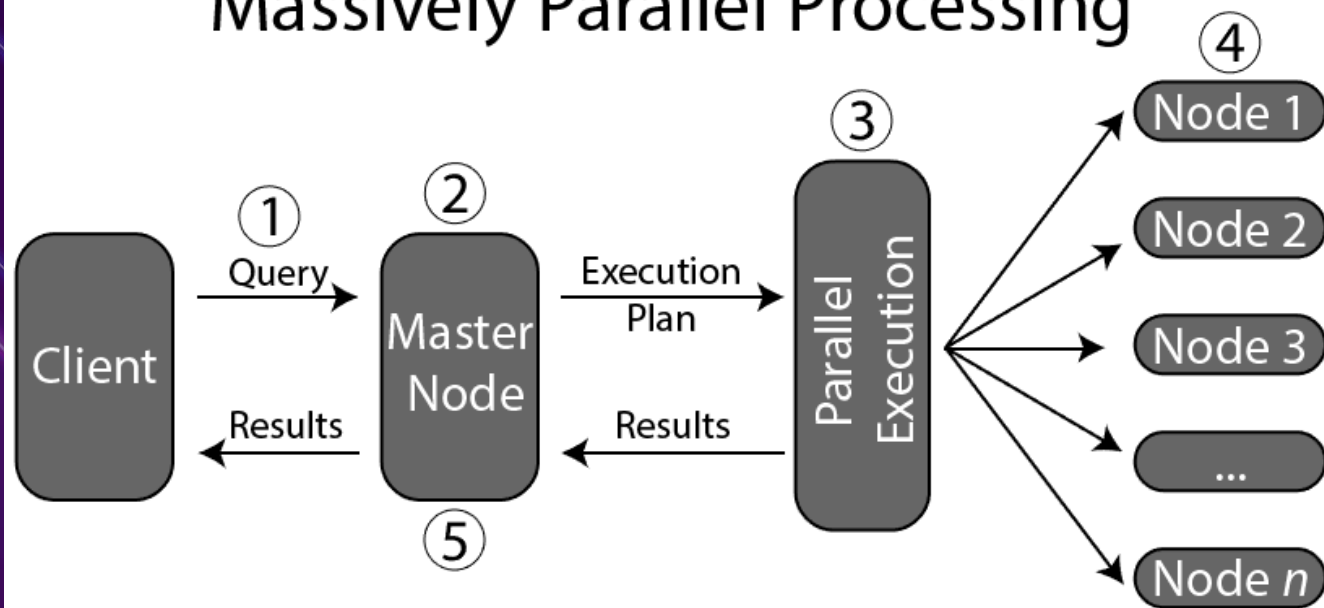 Massively Parallel Processing
④
Node 1
③
②
①
Node 2
Query
Execution
Plan
Client
Master
Node
Parallel
Execution
Node 3
Results
Results
...
⑤
Node n